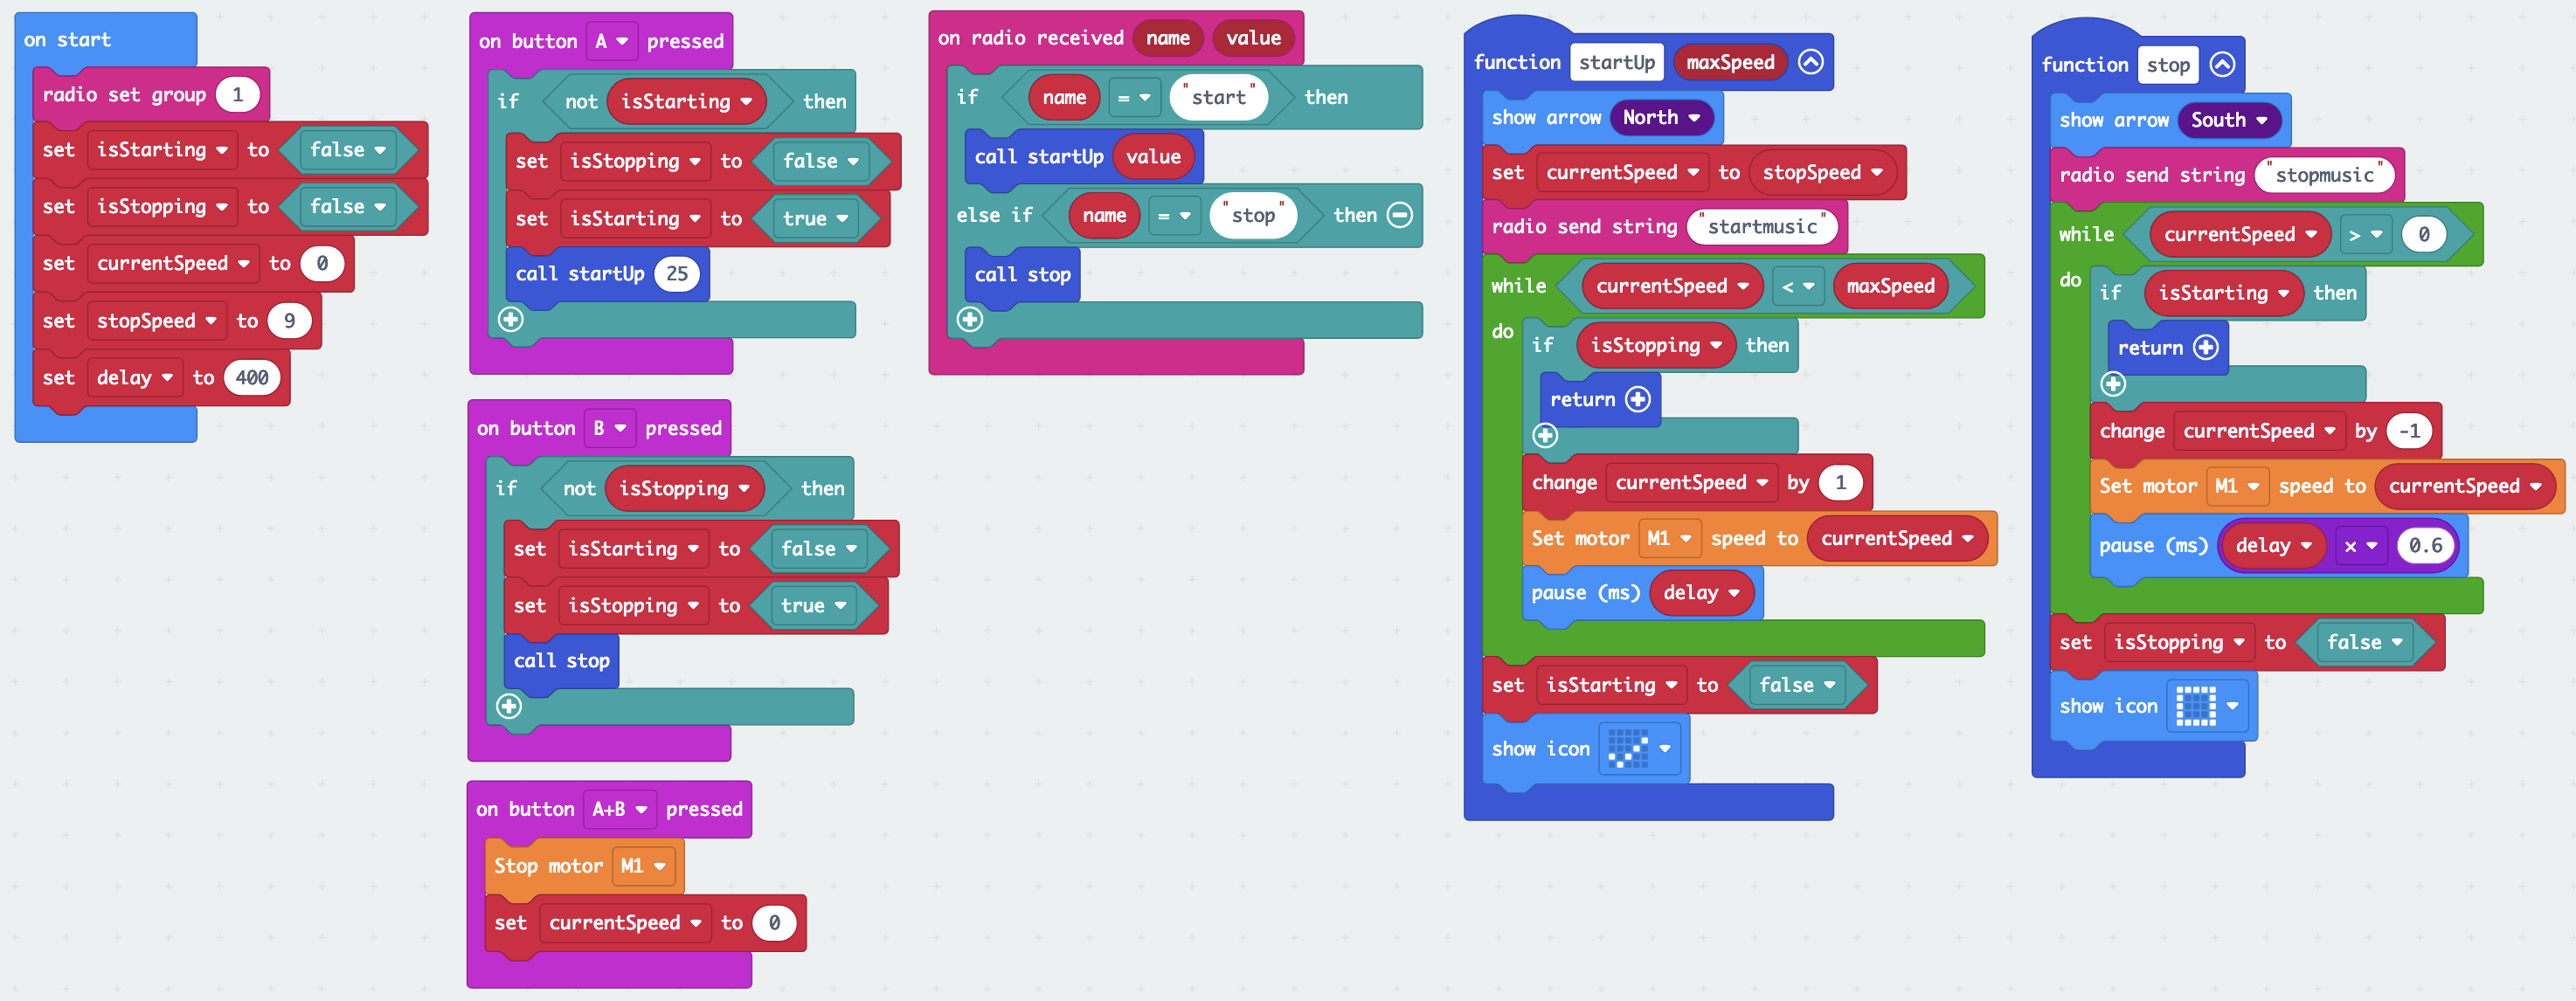 on start
radio set group 1
set isStarting to false
set isStopping to false
set currentSpeed to 0
set stopSpeed to 9
set delay to 400
on button A pressed
if not isStarting then
set isStopping to false
set isStarting to true
call startUp 25
on button B pressed
if not isStopping then
set isStarting to false
set isStopping to true
call stop
on button A+B pressed
Stop motor M1
set currentSpeed to 0
on radio received name value
if name = "start" then
call startUp value
else if name = "stop" then
call stop
function startUp maxSpeed
show arrow North
set currentSpeed to stopSpeed
radio send string "startmusic"
while currentSpeed < maxSpeed
do if isStopping then
return
change currentSpeed by 1
Set motor M1 speed to currentSpeed
pause (ms) delay
set isStarting to false
show icon
function stop
show arrow South
radio send string "stopmusic"
while currentSpeed > 0
do if isStarting then
return
change currentSpeed by -1
Set motor M1 speed to currentSpeed
pause (ms) delay × 0.6
set isStopping to false
show icon